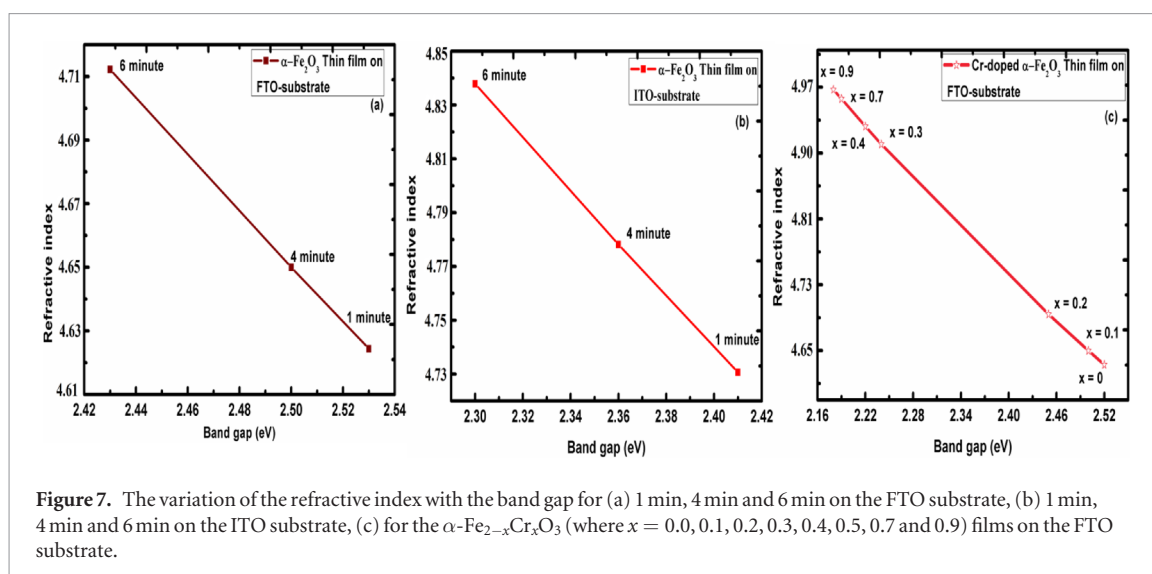 α−Fe₂O₃ Thin film on
FTO-substrate
(a)
6 minute
4 minute
1 minute
4.71
4.69
4.67
4.65
4.63
4.61
Refractive index
2.42 2.44 2.46 2.48 2.50 2.52 2.54
Band gap (eV)
α−Fe₂O₃ Thin film on
ITO-substrate
(b)
6 minute
4 minute
1 minute
4.85
4.83
4.81
4.79
4.78
4.77
4.75
4.73
Refractive index
2.30 2.32 2.34 2.36 2.38 2.40 2.42
Band gap (eV)
Cr-doped α−Fe₂O₃ Thin film on
FTO-substrate
(c)
x = 0.9
x = 0.7
x = 0.4
x = 0.3
x = 0.2
x = 0.1
x = 0
4.97
4.90
4.81
4.73
4.65
Refractive index
2.16 2.22 2.28 2.34 2.40 2.46 2.52
Band gap (eV)
Figure 7. The variation of the refractive index with the band gap for (a) 1 min, 4 min and 6 min on the FTO substrate, (b) 1 min,
4 min and 6 min on the ITO substrate, (c) for the α-Fe₂₋ₓCrₓO₃ (where x = 0.0, 0.1, 0.2, 0.3, 0.4, 0.5, 0.7 and 0.9) films on the FTO
substrate.